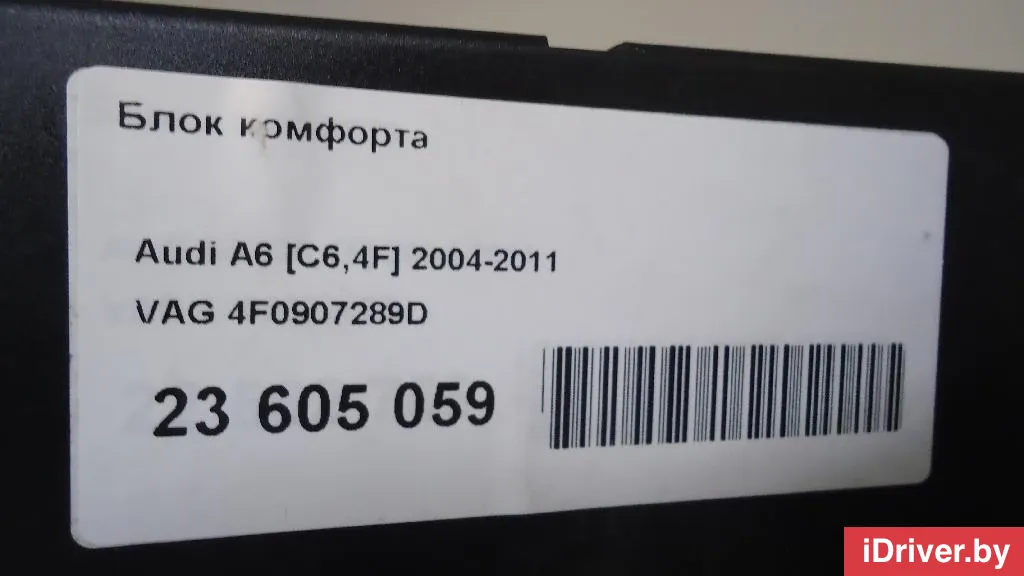 Блок комфорта
Audi A6 [C6,4F] 2004-2011
VAG 4F0907289D
23 605 059
iDriver.by